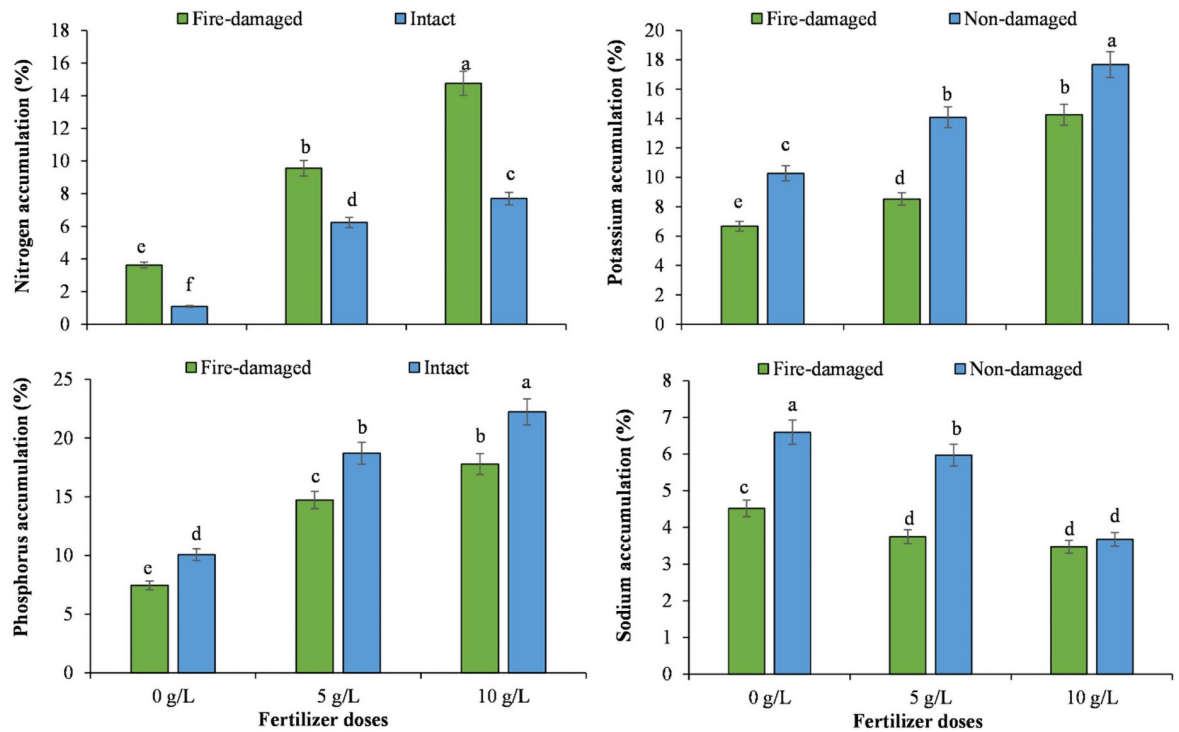 Fire-damaged Intact
Nitrogen accumulation (%)
18
16
14
12
10
8
6
4
2
0
e
f
b
d
a
c
Fire-damaged Non-damaged
Potassium accumulation (%)
20
18
16
14
12
10
8
6
4
2
0
e
c
d
b
b
a
Fire-damaged Intact
Phosphorus accumulation (%)
25
20
15
10
5
0
e
d
c
b
b
a
0 g/L 5 g/L 10 g/L
Fertilizer doses
Fire-damaged Non-damaged
Sodium acccumulation (%)
8
7
6
5
4
3
2
1
0
c
a
d
b
d
d
0 g/L 5 g/L 10 g/L
Fertilizer doses